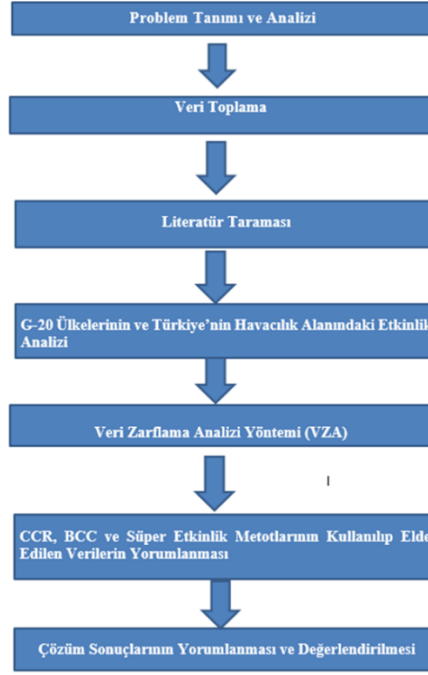 Problem Tanımı ve Analizi
Veri Toplama
Literatür Taraması
G-20 Ülkelerinin ve Türkiye'nin Havacılık Alanındaki Etkinlik
Analizi
Veri Zarflama Analizi Yöntemi (VZA)
CCR, BCC ve Süper Etkinlik Metotlarının Kullanılıp Elde
Edilen Verilerin Yorumlanması
Çözüm Sonuçlarının Yorumlanması ve Değerlendirilmesi